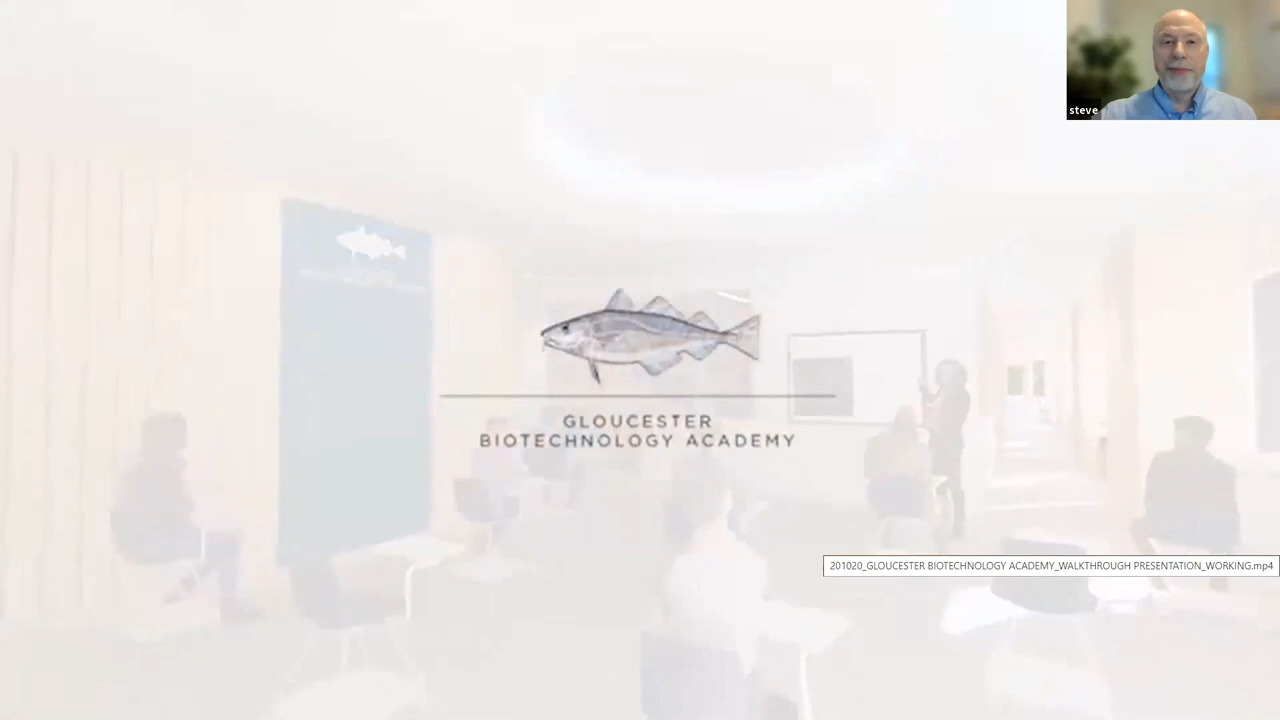 steve
GLOUCESTER
BIOTECHNOLOGY ACADEMY
201020_GLOUCESTER BIOTECHNOLOGY ACADEMY_WALKTHROUGH PRESENTATION_WORKING.mp4